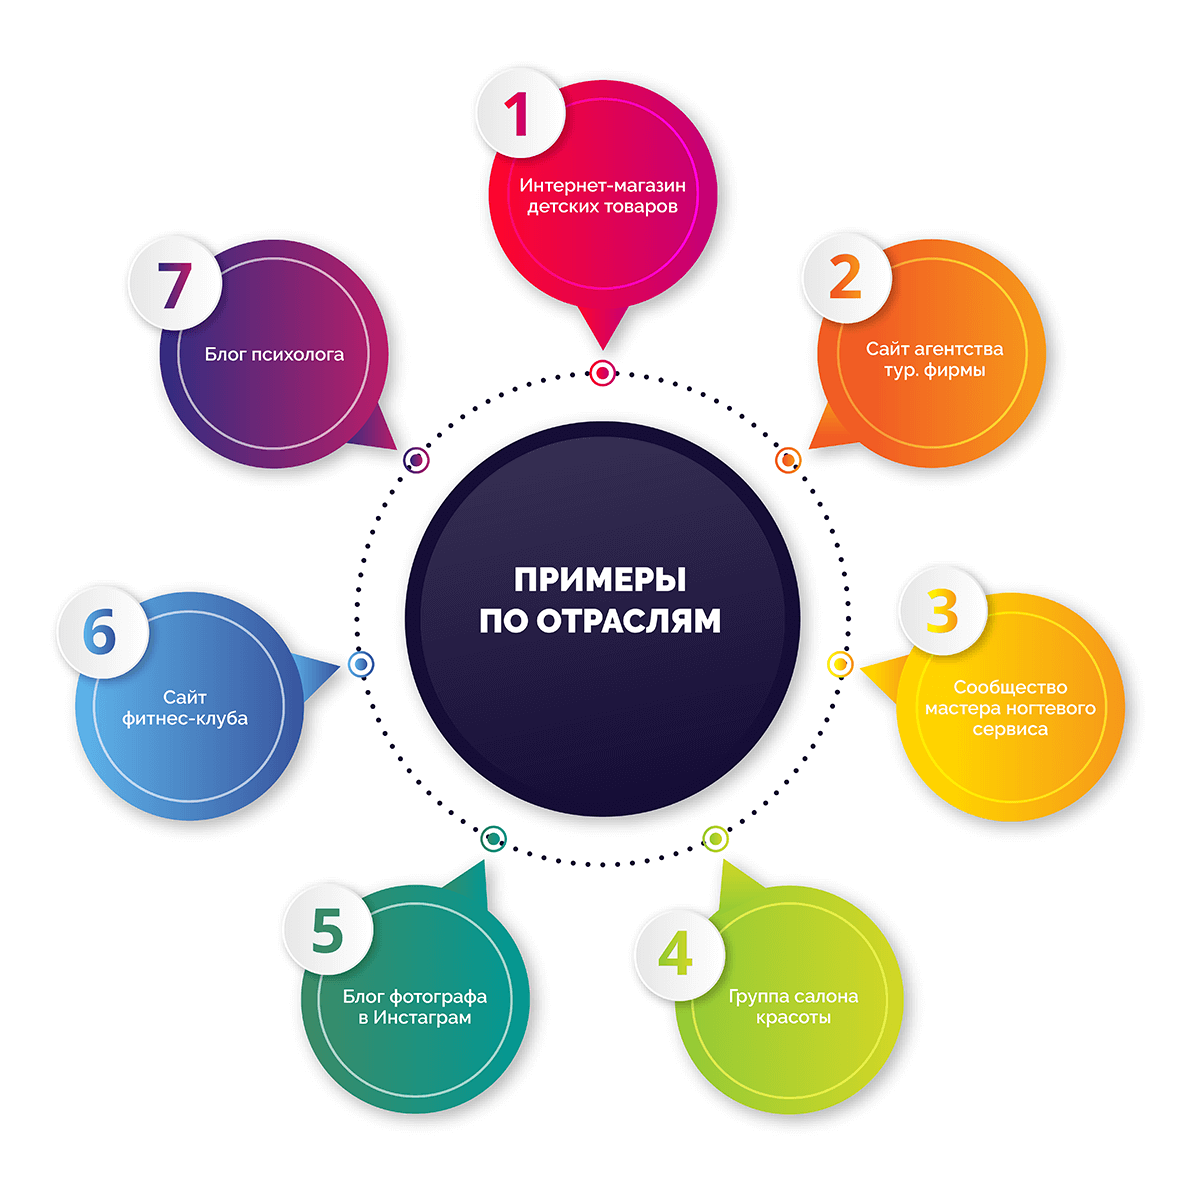 ПРИМЕРЫ
ПО ОТРАСЛЯМ
1
Интернет-магазин
детских товаров
2
Сайт агентства
тур. фирмы
3
Сообщество
мастера ногтевого
сервиса
4
Группа салона
красоты
5
Блог фотографа
в Инстаграм
6
Сайт
фитнес-клуба
7
Блог психолога